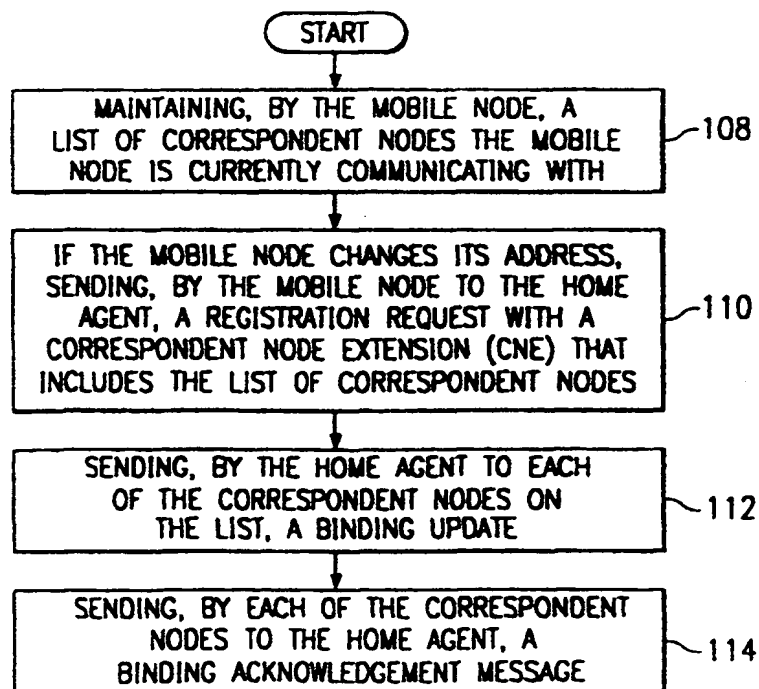 START
MAINTAINING, BY THE MOBILE NODE, A
LIST OF CORRESPONDENT NODES THE MOBILE
NODE IS CURRENTLY COMMUNICATING WITH
108
IF THE MOBILE NODE CHANGES ITS ADDRESS,
SENDING, BY THE MOBILE NODE TO THE HOME
AGENT, A REGISTRATION REQUEST WITH A
CORRESPONDENT NODE EXTENSION (CNE) THAT
INCLUDES THE LIST OF CORRESPONDENT NODES
110
SENDING, BY THE HOME AGENT TO EACH
OF THE CORRESPONDENT NODES ON
THE LIST, A BINDING UPDATE
112
SENDING, BY EACH OF THE CORRESPONDENT
NODES TO THE HOME AGENT, A
BINDING ACKNOWLEDGEMENT MESSAGE
114